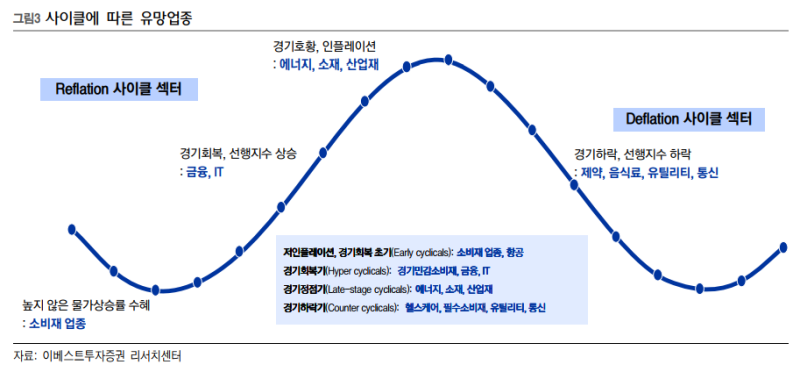 그림3 사이클에 따른 유망업종
경기호황, 인플레이션
: 에너지, 소재, 산업재
Reflation 사이클 섹터
Deflation 사이클 섹터
경기회복, 선행지수 상승
: 금융, IT
경기하락, 선행지수 하락
: 제약, 음식료, 유틸리티, 통신
저인플레이션, 경기회복 초기(Early cyclicals): 소비재 업종, 항공
경기회복기(Hyper cyclicals): 경기민감소비재, 금융, IT
경기정점기(Late-stage cyclicals): 에너지, 소재, 산업재
경기하락기(Counter cyclicals): 헬스케어, 필수소비재, 유틸리티, 통신
높지 않은 물가상승률 수혜
: 소비재 업종
자료: 이베스트투자증권 리서치센터